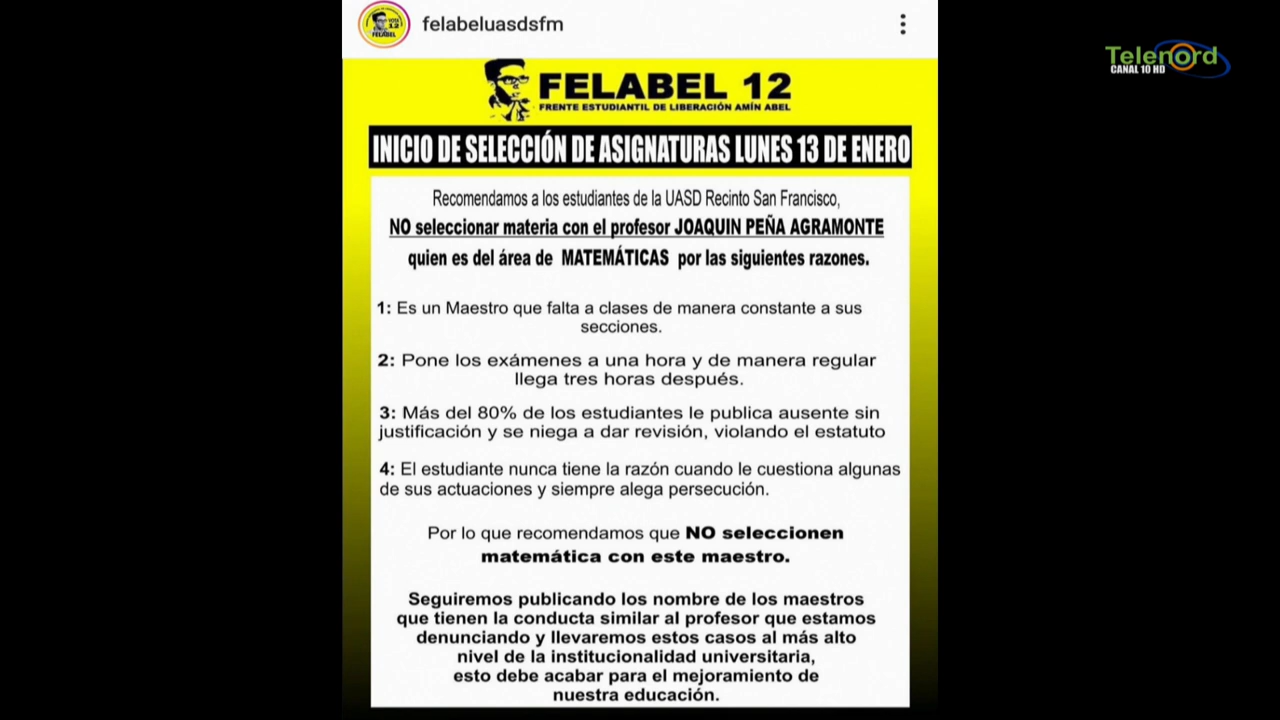 felabeluasdsfm
Telenord
CANAL 10 HD
VOTA
12
FELABEL
FELABEL 12
FRENTE ESTUDIANTIL DE LIBERACIÓN AMÍN ABEL
INICIO DE SELECCIÓN DE ASIGNATURAS LUNES 13 DE ENERO
Recomendamos a los estudiantes de la UASD Recinto San Francisco,
NO seleccionar materia con el profesor JOAQUIN PEÑA AGRAMONTE
quien es del área de MATEMÁTICAS por las siguientes razones.
1: Es un Maestro que falta a clases de manera constante a sus
secciones.
2: Pone los exámenes a una hora y de manera regular
llega tres horas después.
3: Más del 80% de los estudiantes le publica ausente sin
justificación y se niega a dar revisión, violando el estatuto
4: El estudiante nunca tiene la razón cuando le cuestiona algunas
de sus actuaciones y siempre alega persecución.
Por lo que recomendamos que NO seleccionen
matemática con este maestro.
Seguiremos publicando los nombre de los maestros
que tienen la conducta similar al profesor que estamos
denunciando y llevaremos estos casos al más alto
nivel de la institucionalidad universitaria,
esto debe acabar para el mejoramiento de
nuestra educación.